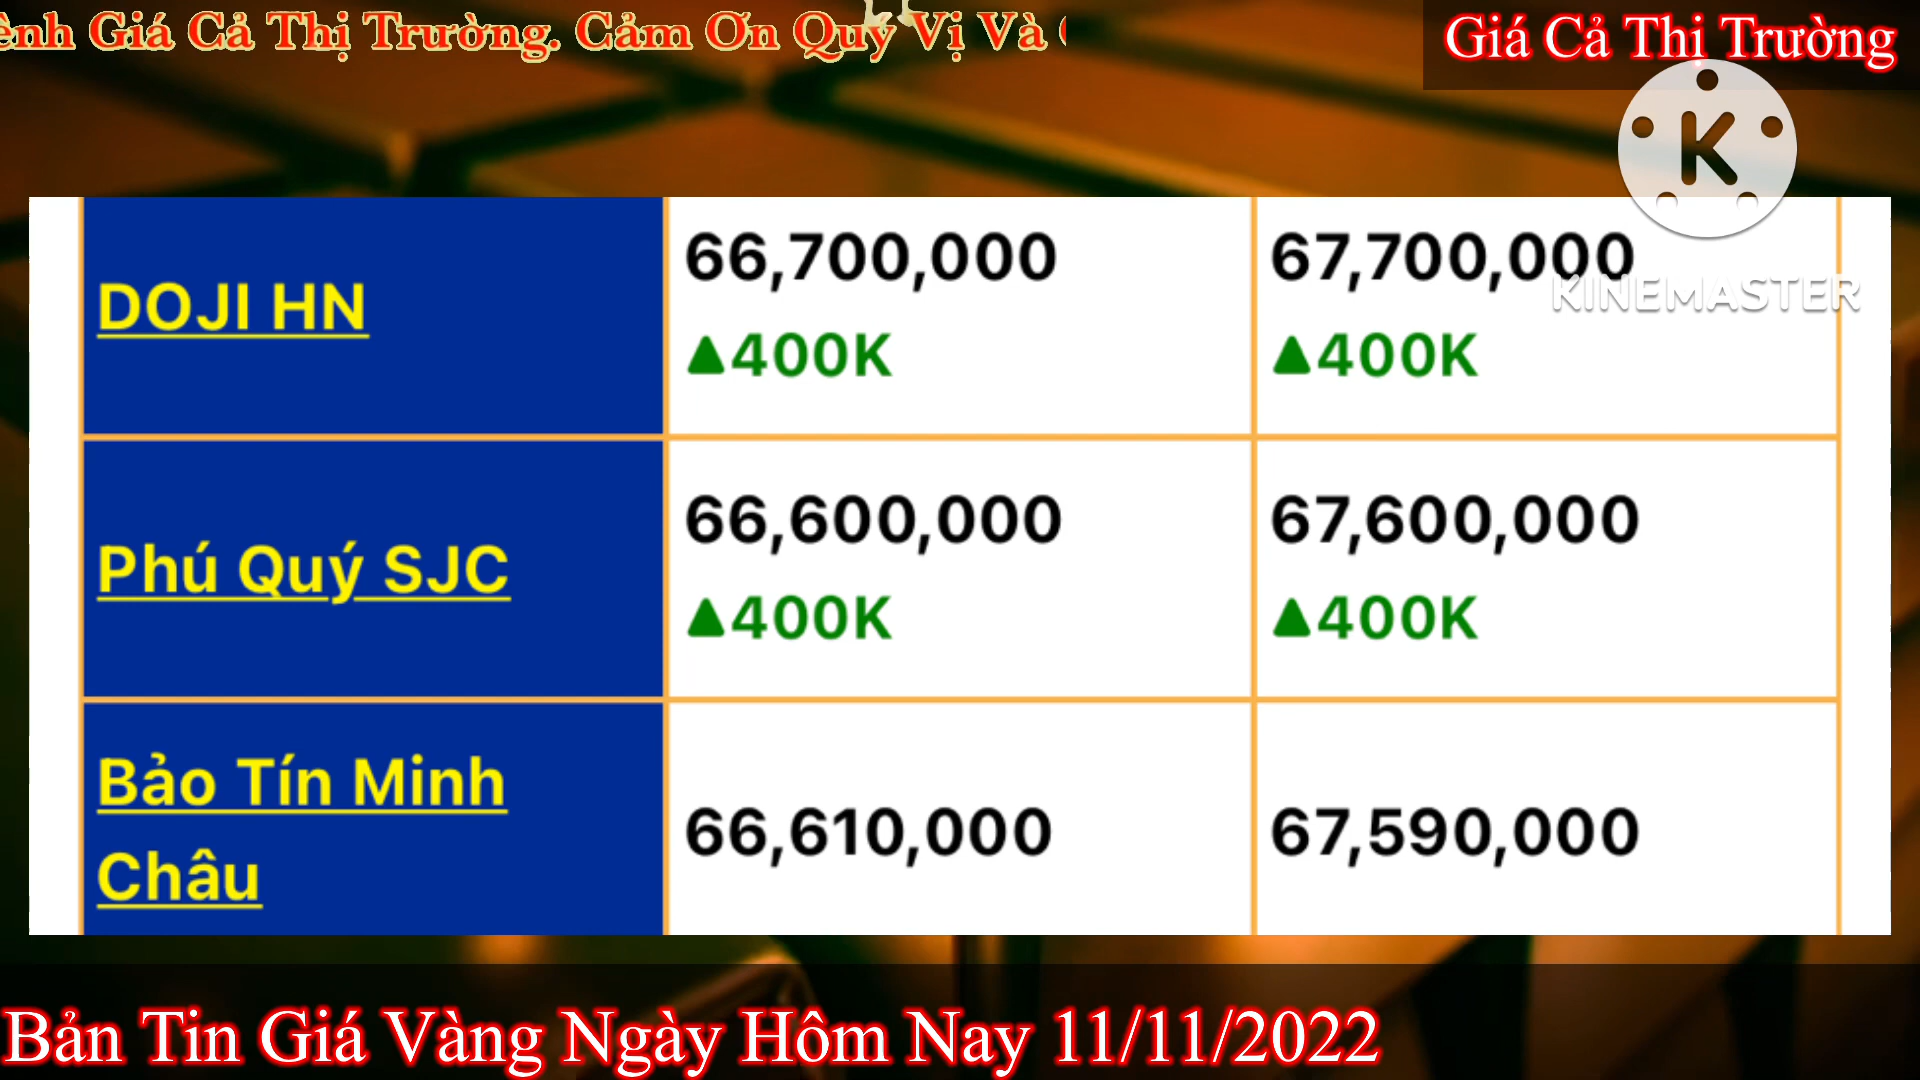 ênh Giá Cả Thị Trường. Cảm Ơn Quý Vị Và
Giá Cả Thị Trường
K
KINEMASTER
DOJI HN
66,700,000
67,700,000
▲400K
▲400K
Phú Quý SJC
66,600,000
67,600,000
▲400K
▲400K
Bảo Tín Minh
Châu
66,610,000
67,590,000
Bản Tin Giá Vàng Ngày Hôm Nay 11/11/2022